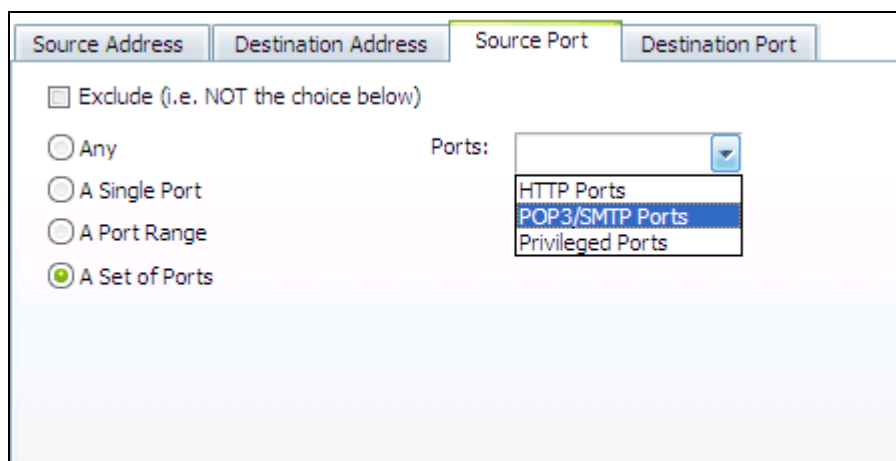 Source Address Destination Address Source Port Destination Port
Exclude (i.e. NOT the choice below)
Any Ports:
A Single Port HTTP Ports
POP3/SMTP Ports
A Port Range Privileged Ports
A Set of Ports